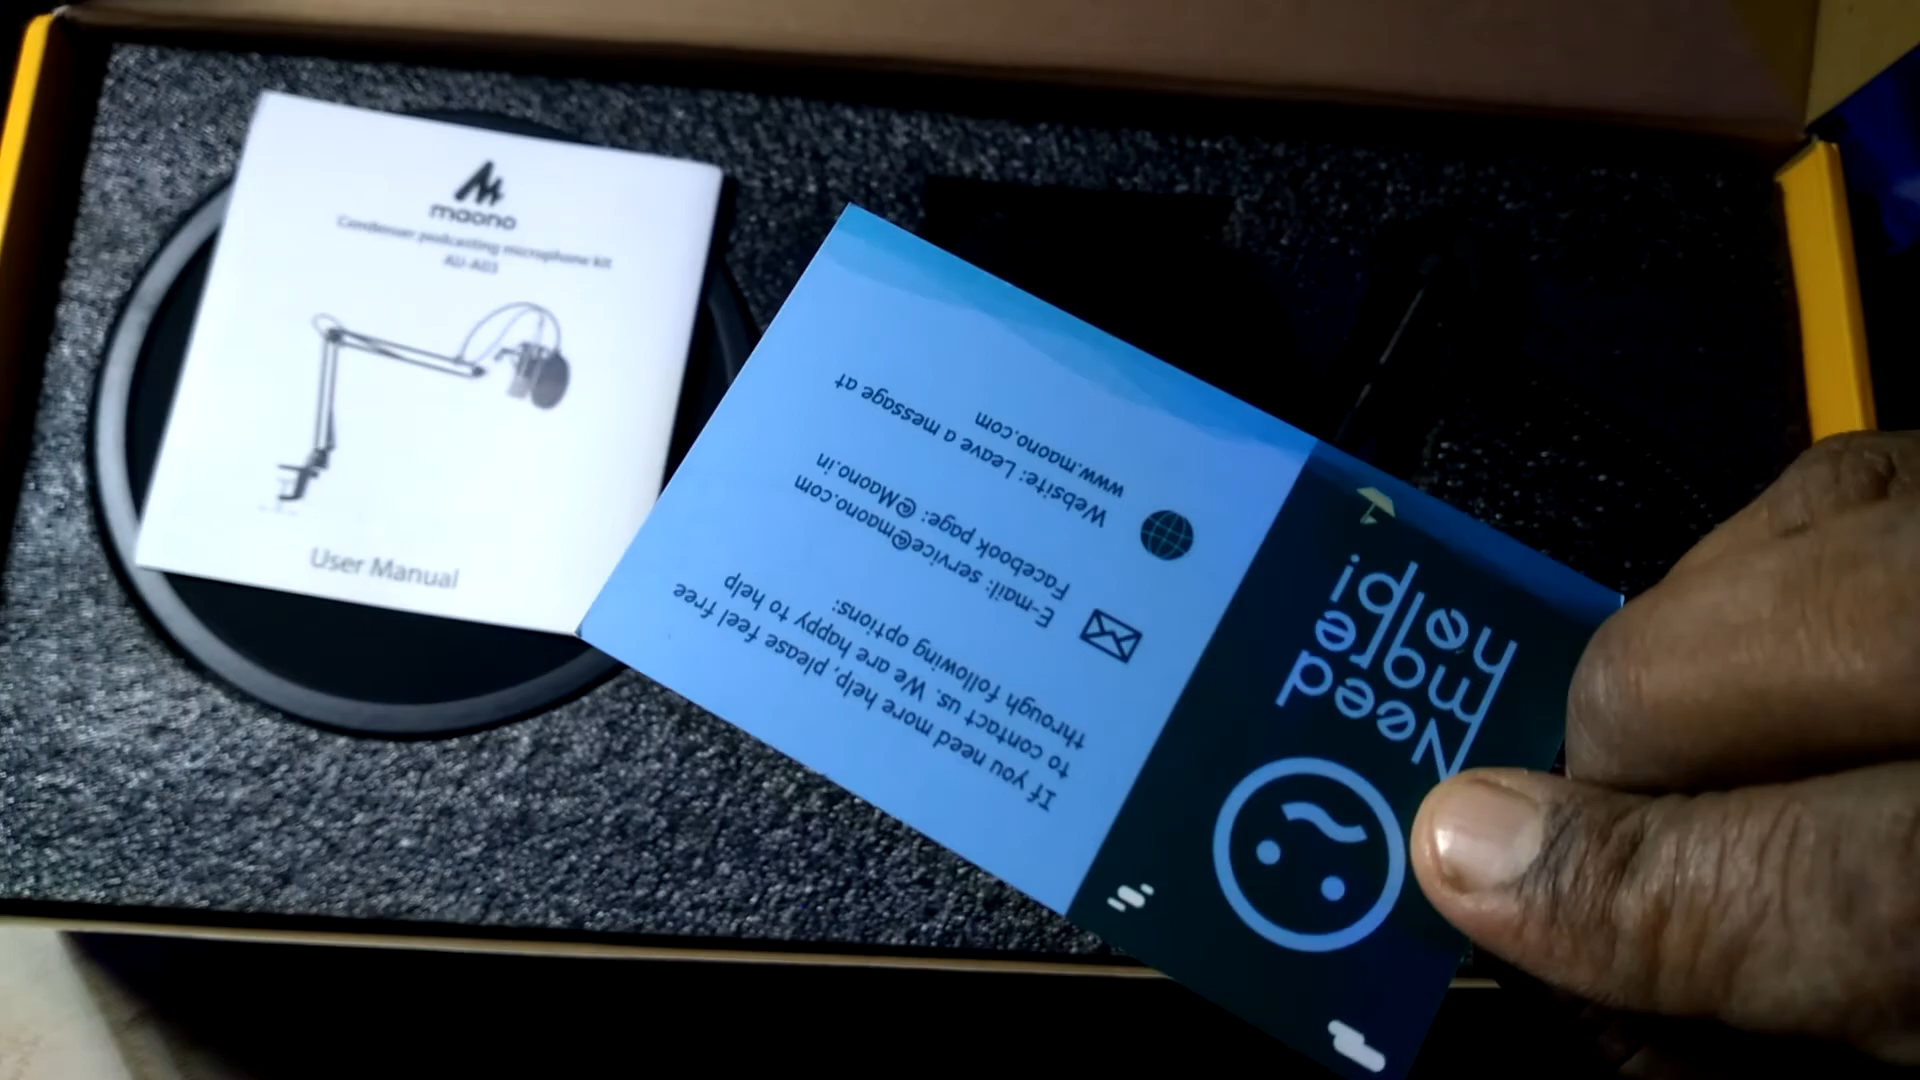 maono
Condenser podcasting microphone kit
AU-A03
User Manual
Need
more
help!
If you need more help, please feel free
to contact us. We are happy to help
through following options:
E-mail: service@maono.com
Facebook page: @Maono.in
Website: Leave a message at
www.maono.com